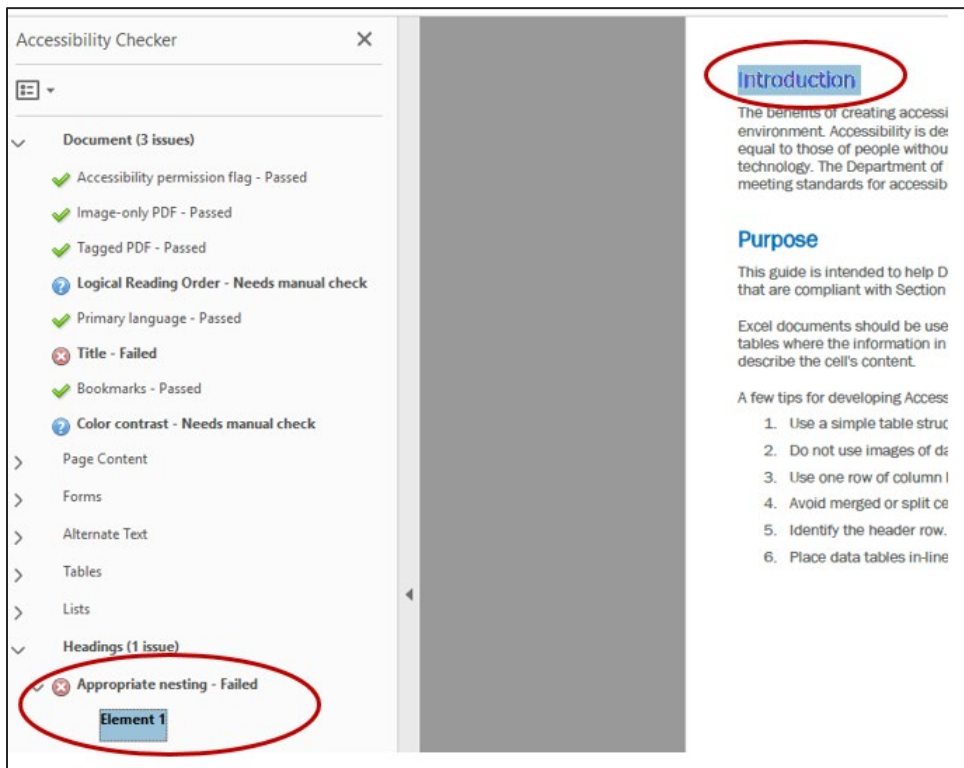 Accessibility Checker
Document (3 issues)
Accessibility permission flag - Passed
Image-only PDF - Passed
Tagged PDF - Passed
Logical Reading Order - Needs manual check
Primary language - Passed
Title - Failed
Bookmarks - Passed
Color contrast - Needs manual check
Page Content
Forms
Alternate Text
Tables
Lists
Headings (1 issue)
Appropriate nesting - Failed
Element 1
Introduction
The benefits of creating accessi
environment. Accessibility is des
equal to those of people withou
technology. The Department of
meeting standards for accessib
Purpose
This guide is intended to help D
that are compliant with Section
Excel documents should be use
tables where the information in
describe the cell's content.
A few tips for developing Access
1. Use a simple table struc
2. Do not use images of da
3. Use one row of column
4. Avoid merged or split ce
5. Identify the header row.
6. Place data tables in-line